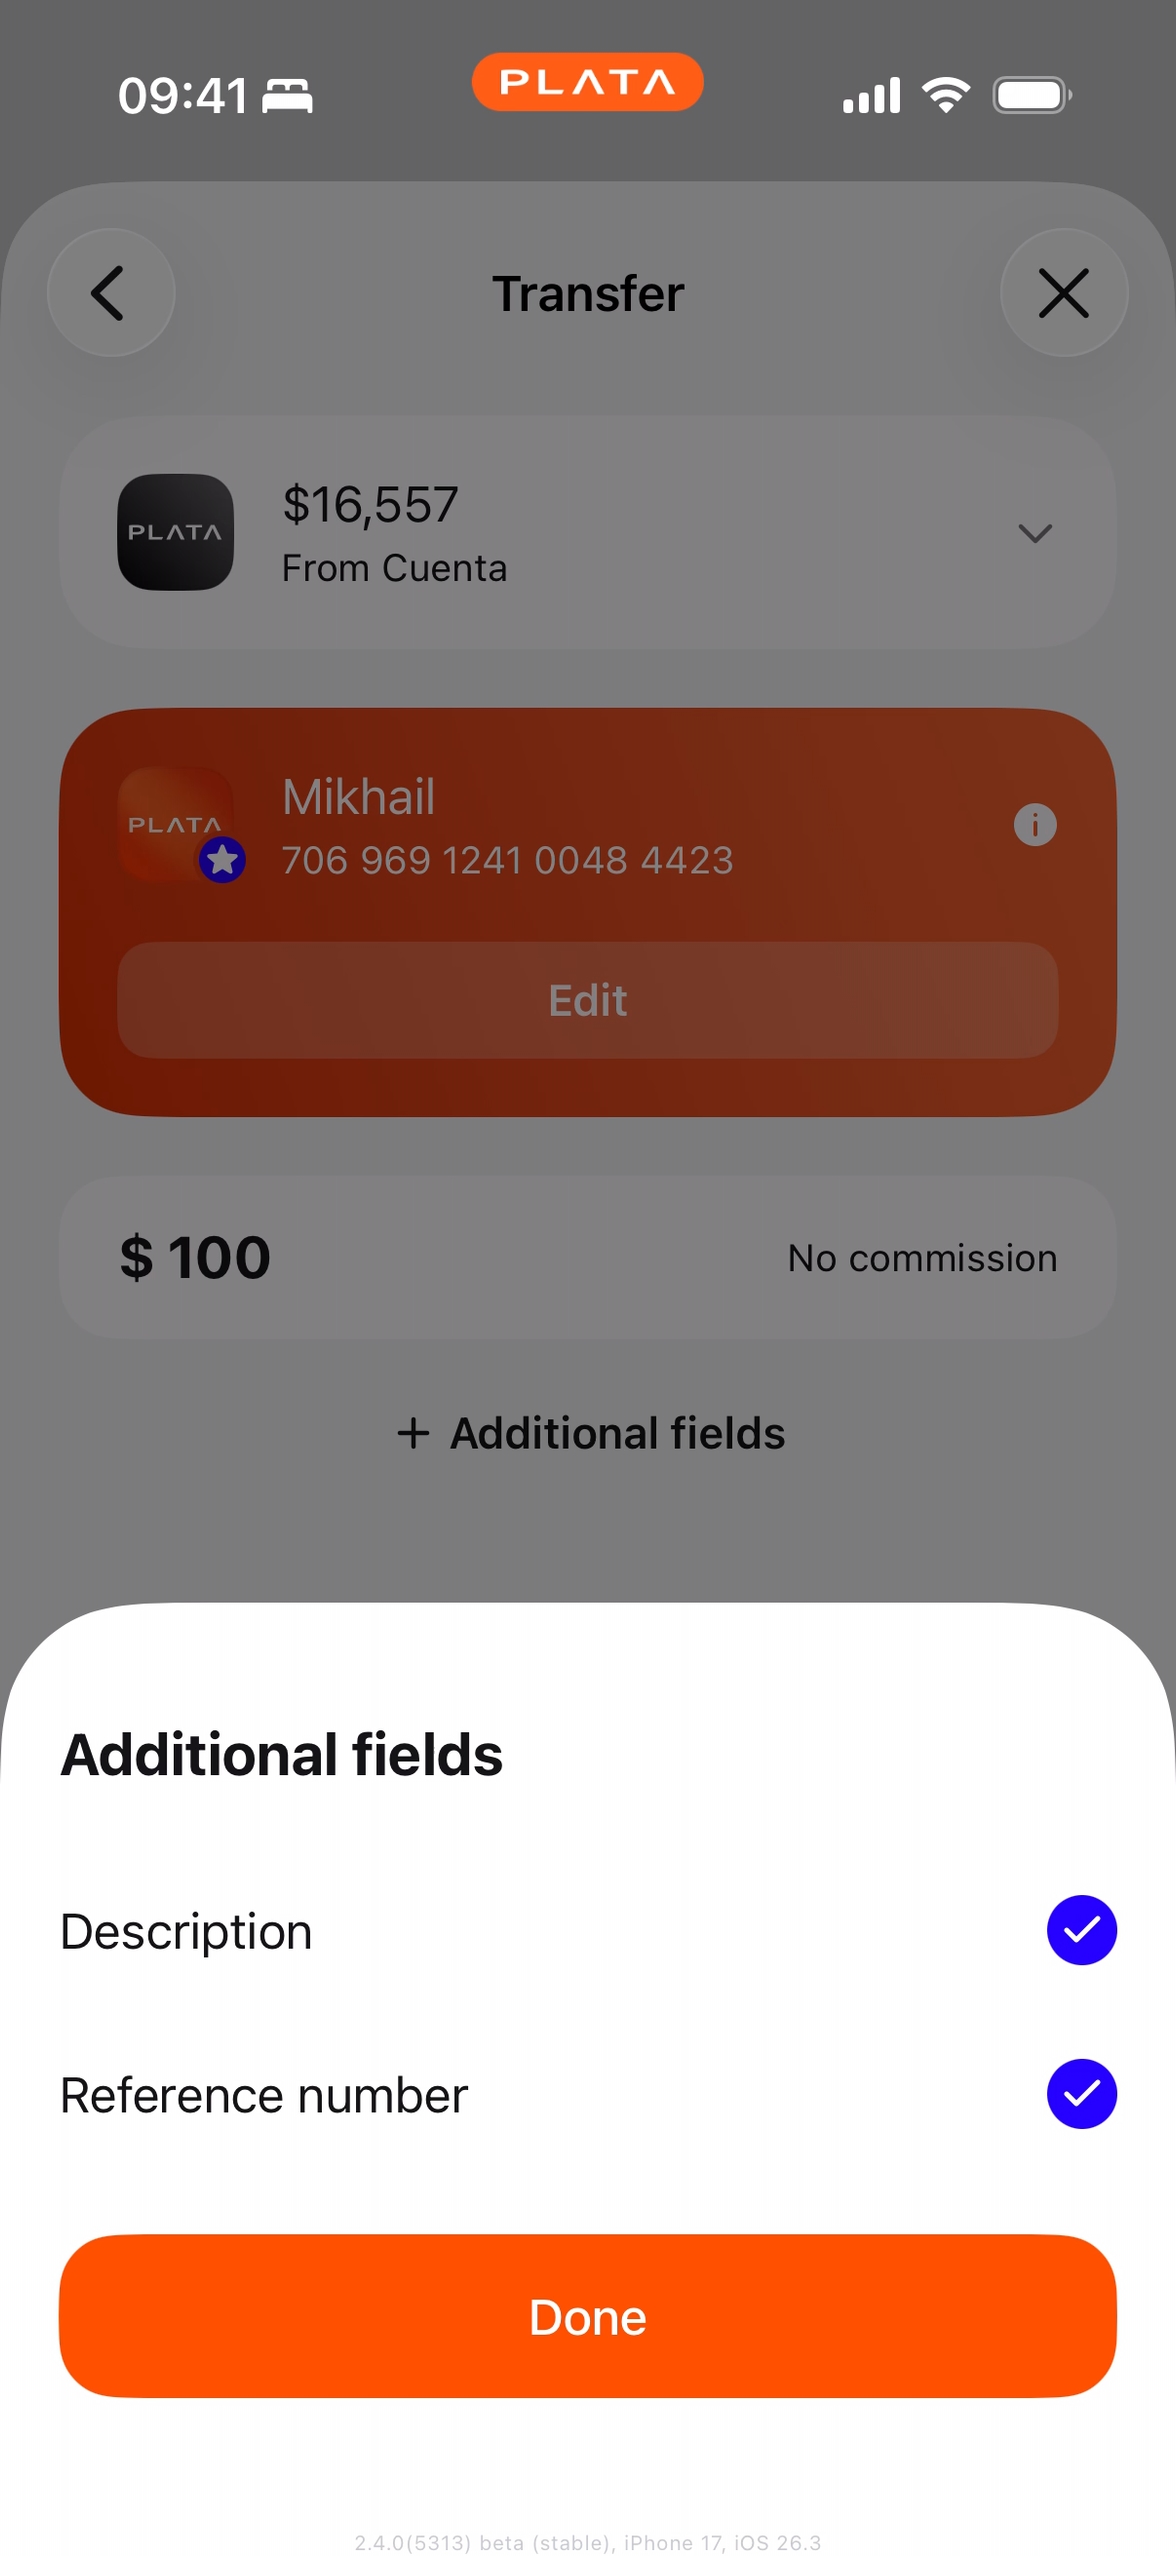 09:41
PLATA
Transfer
PLATA
$16,557
From Cuenta
PLATA
Mikhail
706 969 1241 0048 4423
Edit
$ 100
No commission
+ Additional fields
Additional fields
Description
Reference number
Done
2.4.0(5313) beta (stable), iPhone 17, iOS 26.3